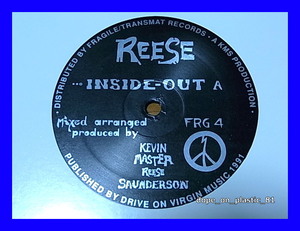 DISTRIBUTED BY FRAGILE/TRANSMAT RECORDS - A KMS PRODUCTION -
REESE
... INSIDE-OUT A
Mixed arranged
produced by
FRG 4
KEVIN
MASTER
REESE
SAUNDERSON
PUBLISHED BY DRIVE ON VIRGIN MUSIC 1991
dope_on_plastic_81